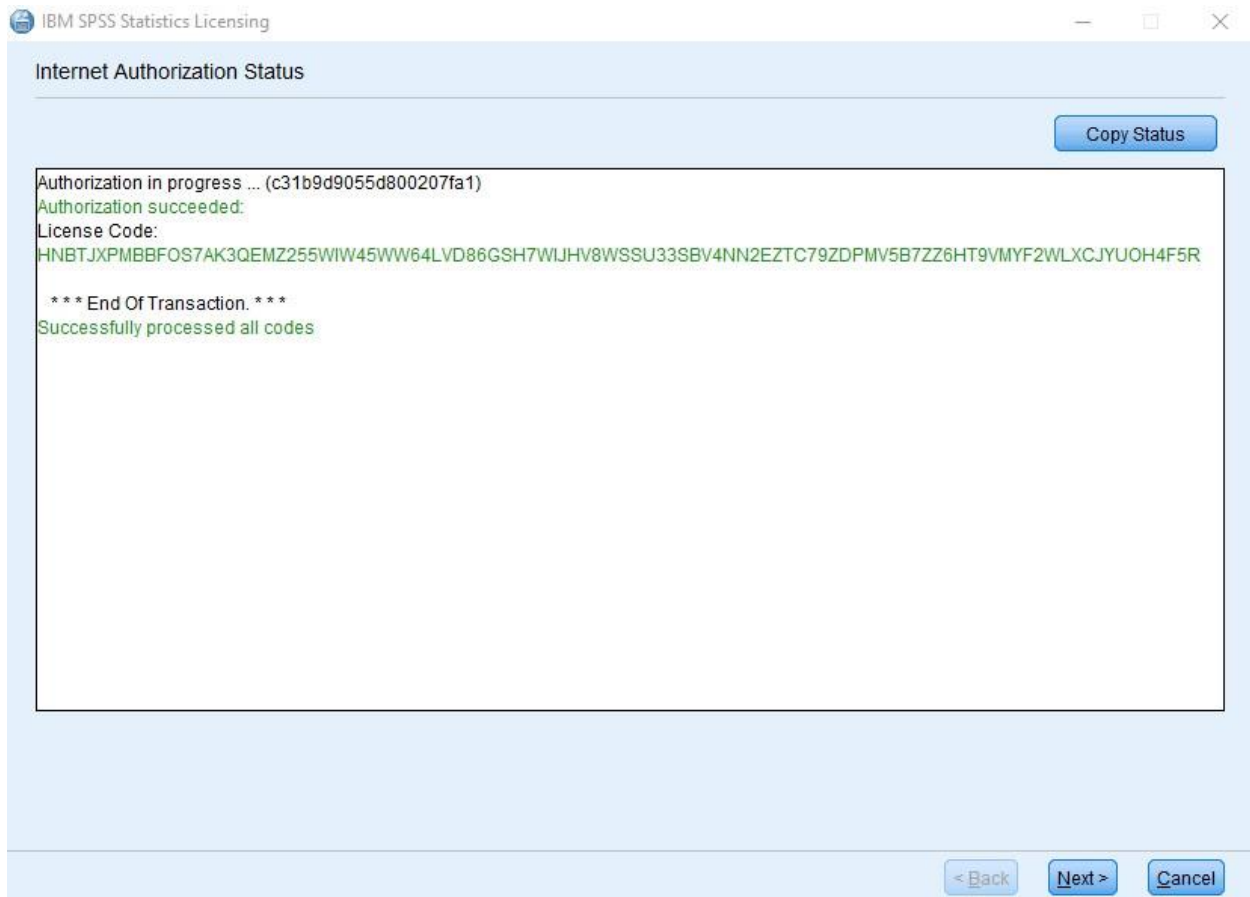 IBM SPSS Statistics Licensing
Internet Authorization Status
Copy Status
Authorization in progress ... (c31b9d9055d800207fa1)
Authorization succeeded:
License Code:
HNBTJXPMBBFOS7AK3QEMZ255WIW45WW64LVD86GSH7WIJHV8WSSU33SBV4NN2EZTC79ZDPMV5B7ZZ6HT9VMYF2WLXCJYUOH4F5R
* * * End Of Transaction. * * *
Successfully processed all codes
< Back Next > Cancel